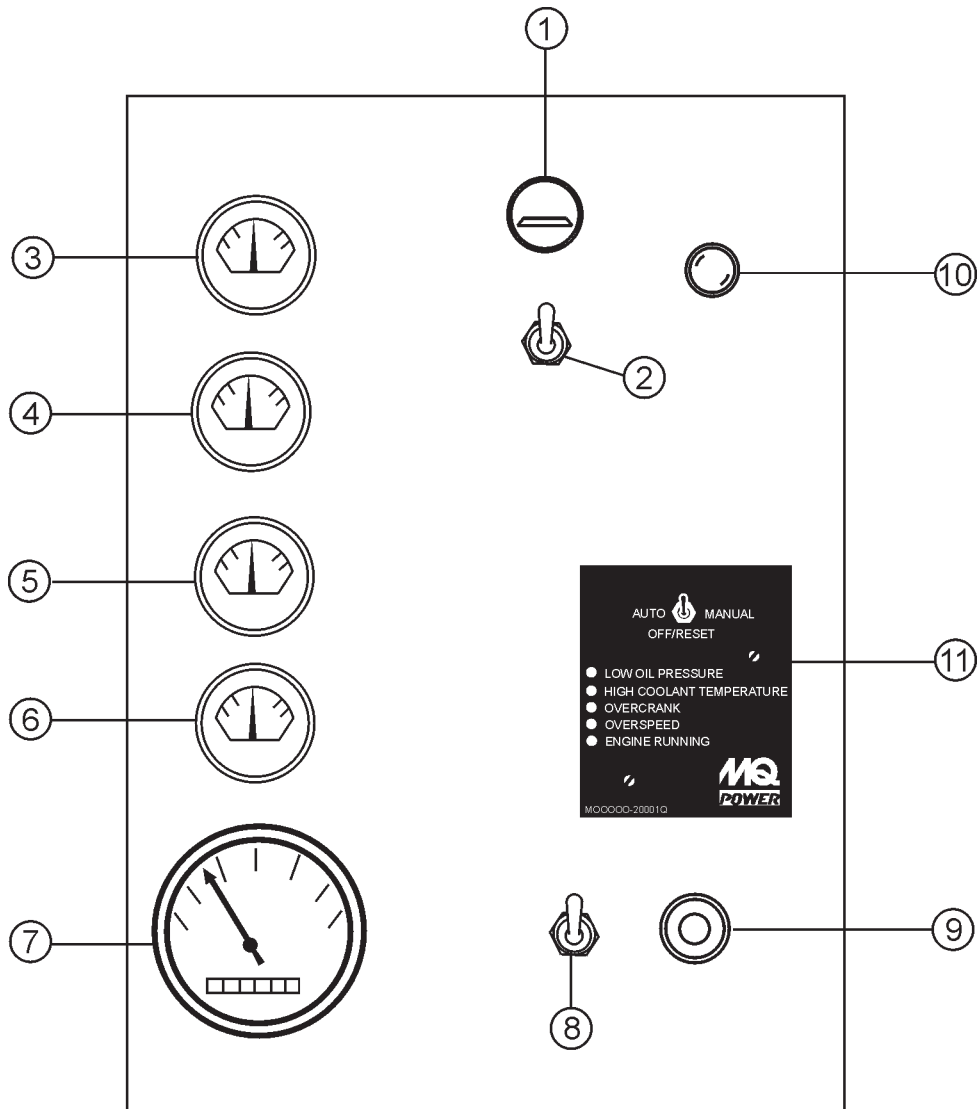 1
3
10
2
4
5
AUTO MANUAL
OFF/RESET
11
LOW OIL PRESSURE
HIGH COOLANT TEMPERATURE
OVERCRANK
OVERSPEED
ENGINE RUNNING
6
MQ
POWER
MOOOOO-20001Q
7
9
8